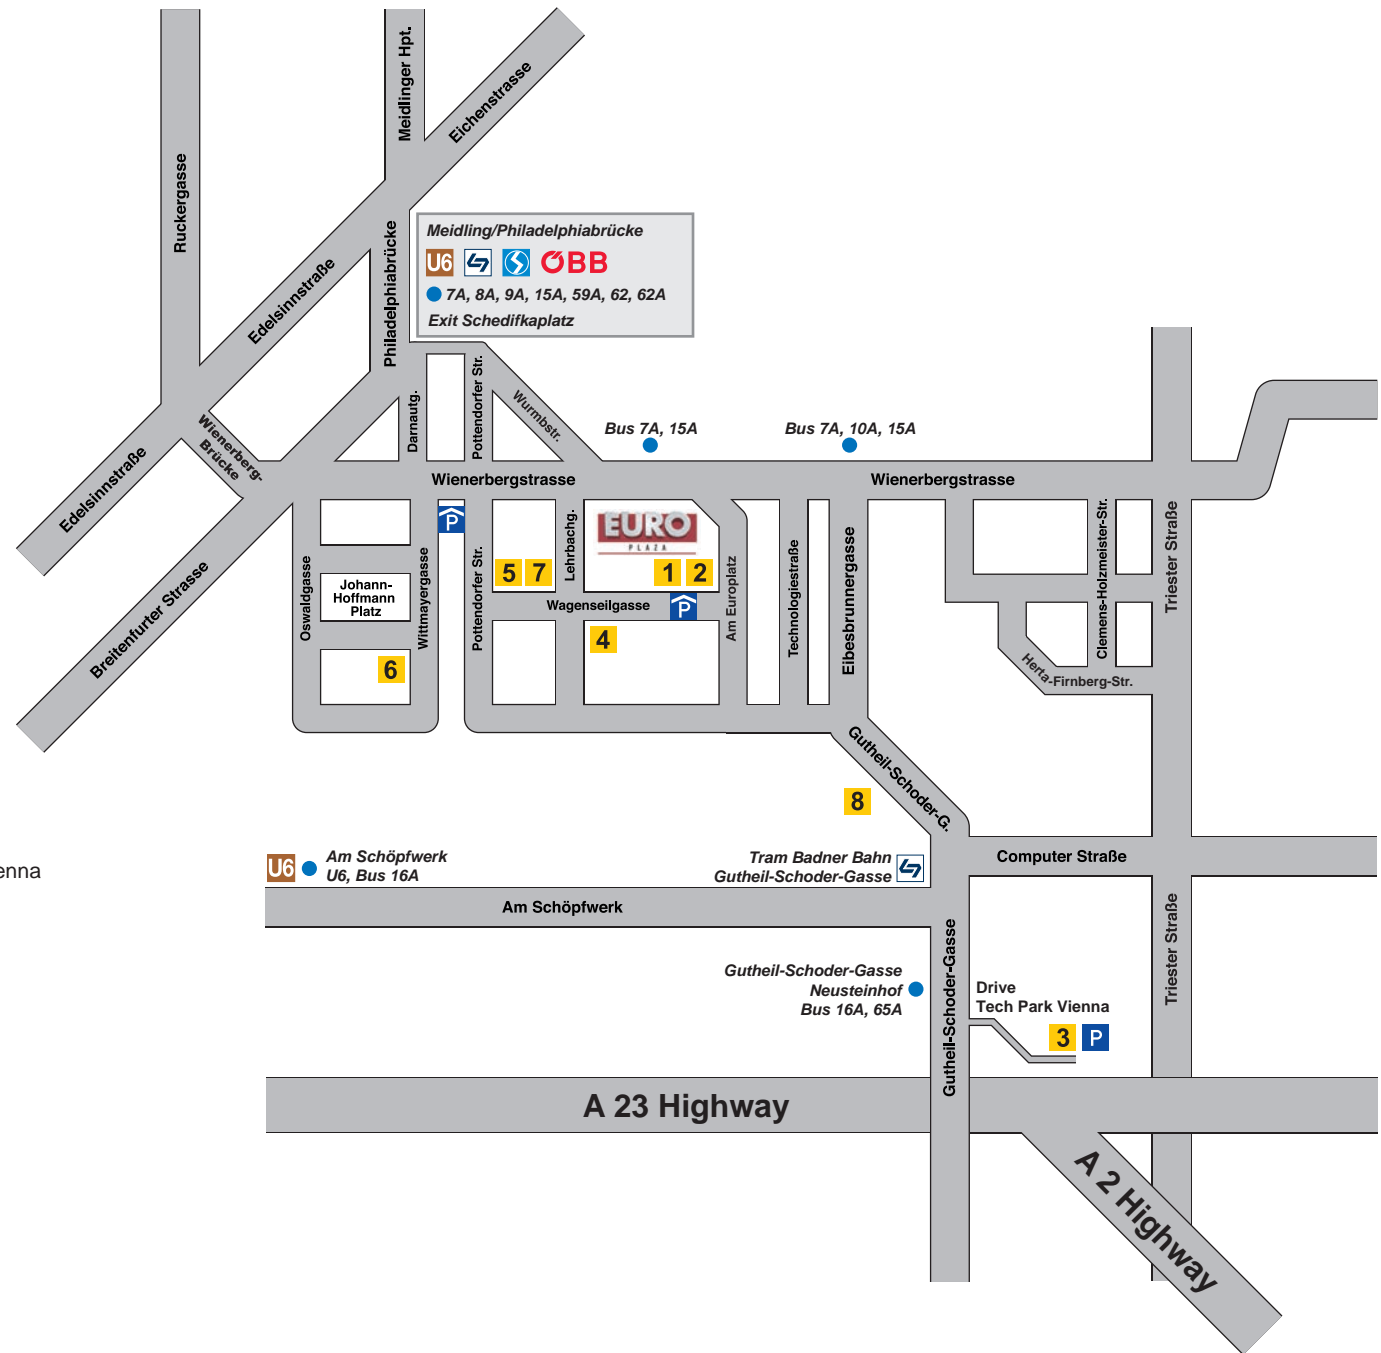 Ruckergasse
Meidlinger Hpt.
Eichenstrasse
Edelsinnstraße
Philadelphiabrücke
Meidling/Philadelphiabrücke
U6 ÖBB
7A, 8A, 9A, 15A, 59A, 62, 62A
Exit Schedifkaplatz
Edelsinnstraße
Wienerberg-
Brücke
Darnautg.
Pottendorfer Str.
Wurmbstr.
Bus 7A, 15A
Bus 7A, 10A, 15A
Wienerbergstrasse
Wienerbergstrasse
Breitenfurter Strasse
Oswaldgasse
Johann-
Hoffmann
Platz
Wittmayergasse
P
Pottendorfer Str.
5 7
Lehrbachg.
EURO
PLAZA
1 2
Wagenseilgasse
P
4
6
Am Europlatz
Technologiestraße
Eibesbrunnergasse
Clemens-Holzmeister-Str.
Triester Straße
Herta-Firnberg-Str.
Gutheil-Schoder-G.
8
enna
U6
Am Schöpfwerk
U6, Bus 16A
Tram Badner Bahn
Gutheil-Schoder-Gasse
Computer Straße
Am Schöpfwerk
Gutheil-Schoder-Gasse
Triester Straße
Gutheil-Schoder-Gasse
Neusteinhof
Bus 16A, 65A
Drive
Tech Park Vienna
3 P
A 23 Highway
A 2 Highway